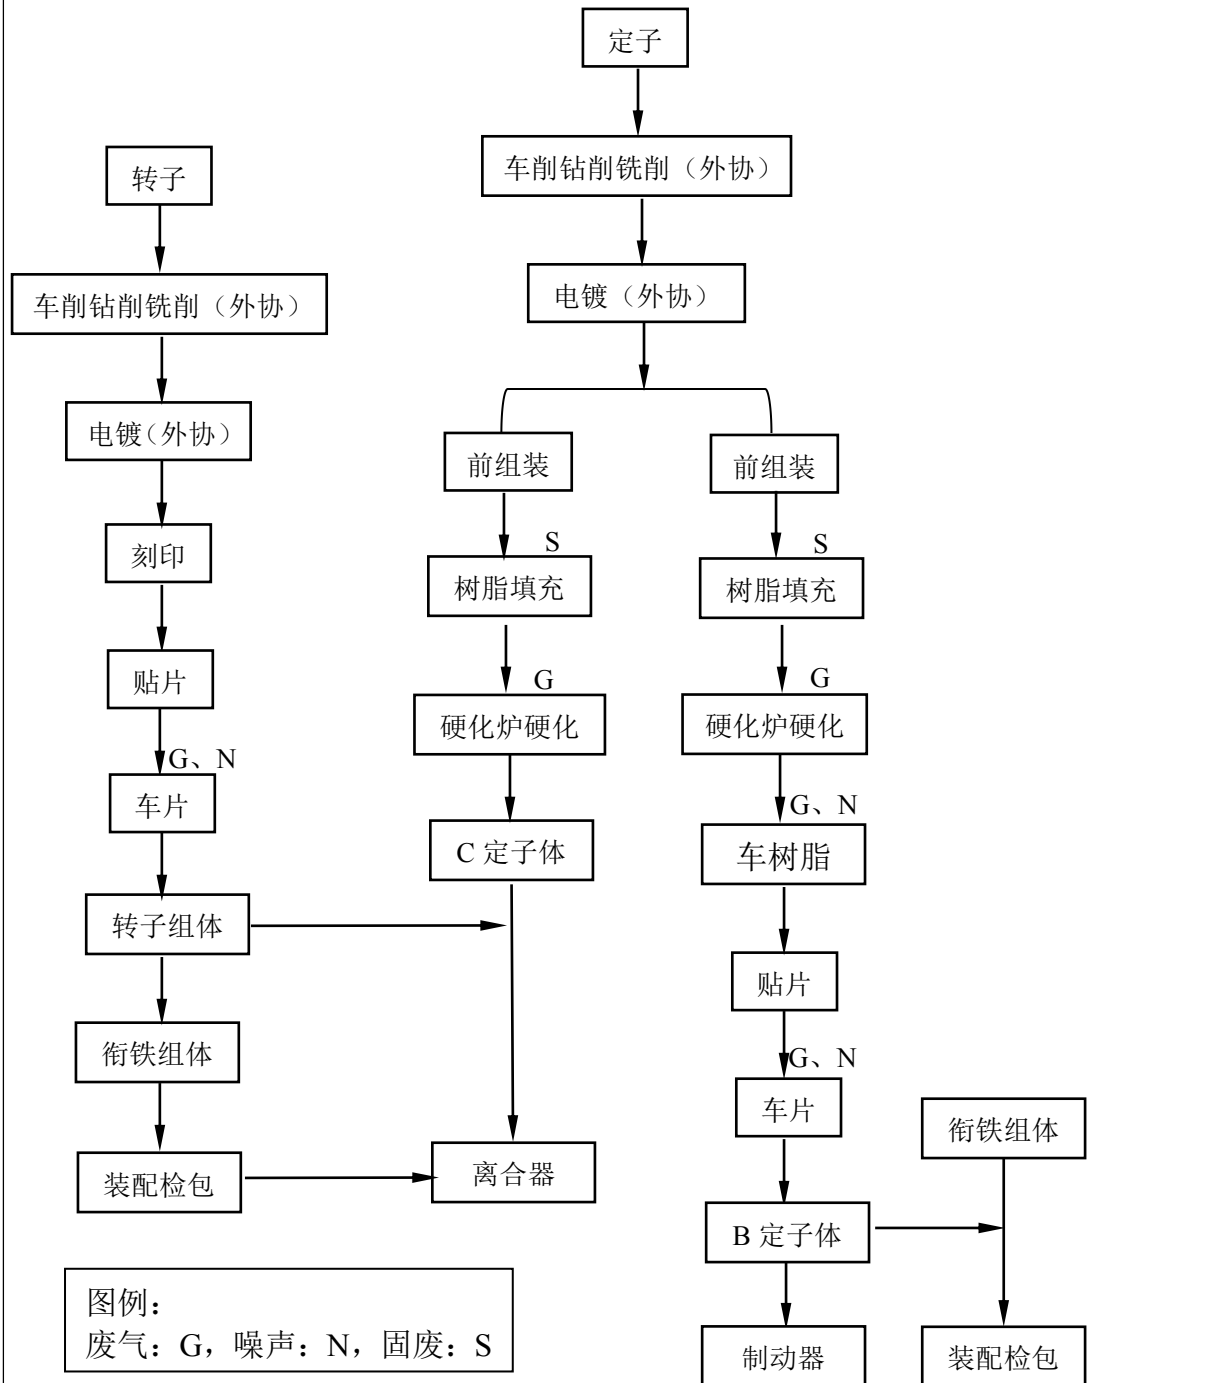 定子
车削钻削铣削（外协）
转子
车削钻削铣削（外协）
电镀（外协）
电镀（外协）
前组装
前组装
刻印
S
S
树脂填充
树脂填充
贴片
G
G
硬化炉硬化
硬化炉硬化
G、N
车片
G、N
C 定子体
车树脂
转子组体
贴片
衔铁组体
G、N
车片
衔铁组体
装配检包
离合器
B 定子体
图例：
废气：G，噪声：N，固废：S
制动器
装配检包